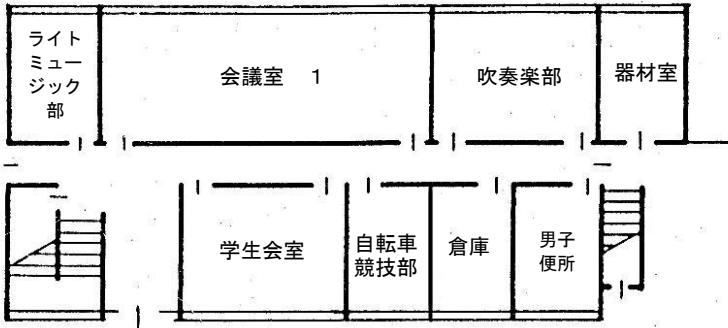 ライト
ミュー
ジック
部
会議室　1
吹奏楽部
器材室
学生会室
自転車
競技部
倉庫
男子
便所